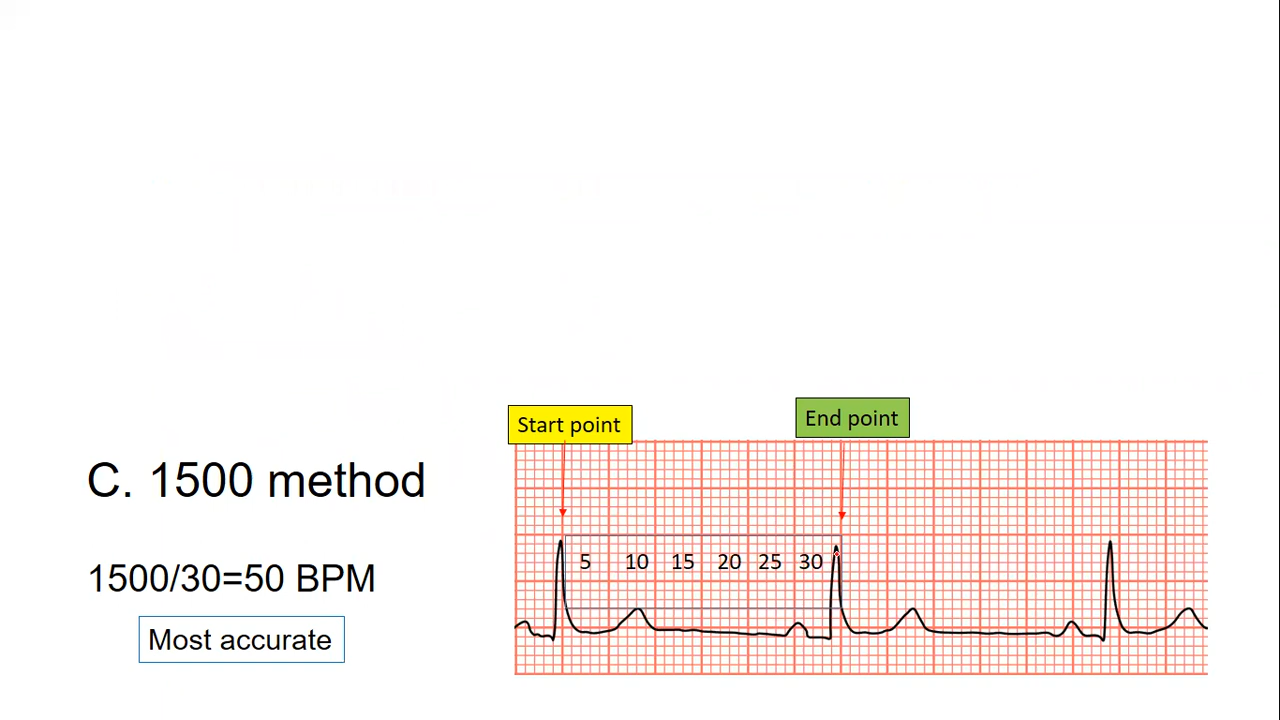 Start point
End point
C. 1500 method
5 10 15 20 25 30
1500/30=50 BPM
Most accurate